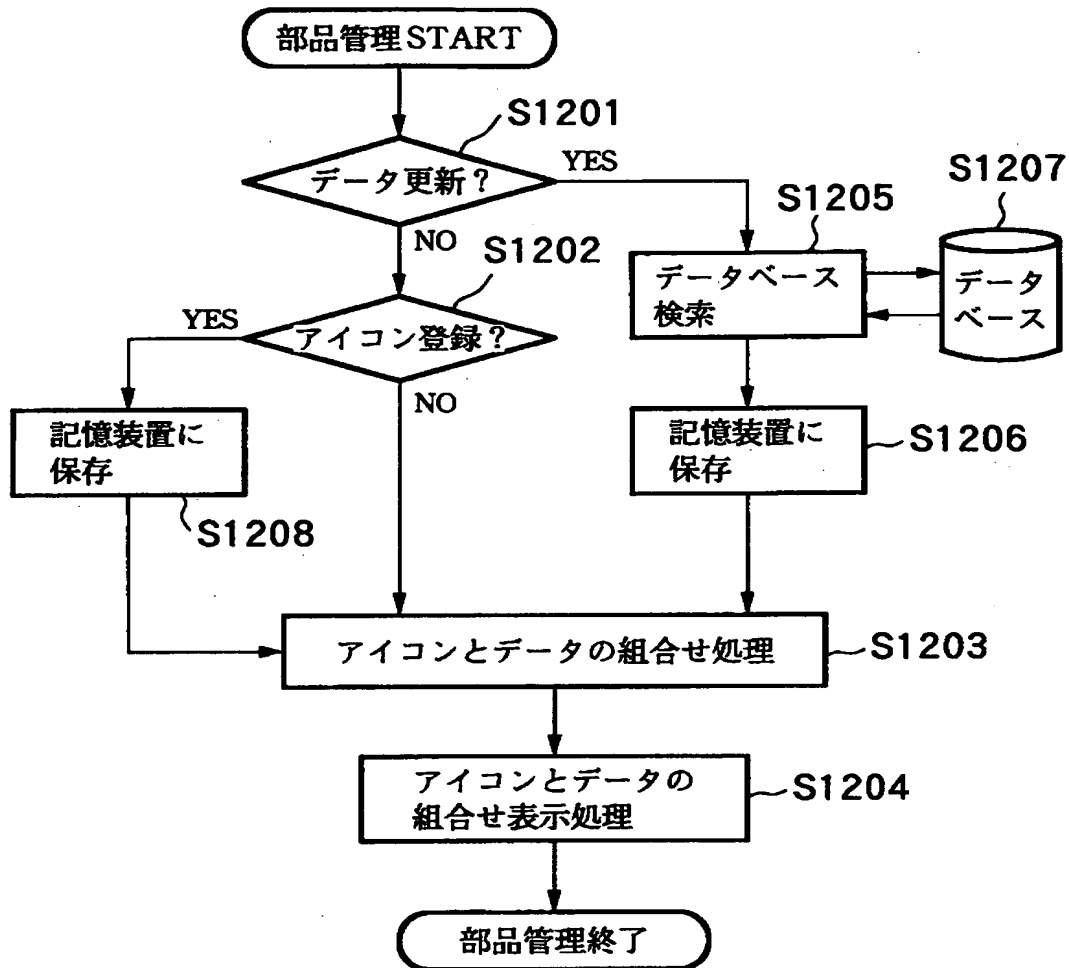 部品管理START
S1201
データ更新？
YES
NO
S1202
アイコン登録？
YES
NO
S1205
データベース
検索
S1207
データ
ベース
記憶装置に
保存
S1208
記憶装置に
保存
S1206
アイコンとデータの組合せ処理
S1203
アイコンとデータの
組合せ表示処理
S1204
部品管理終了